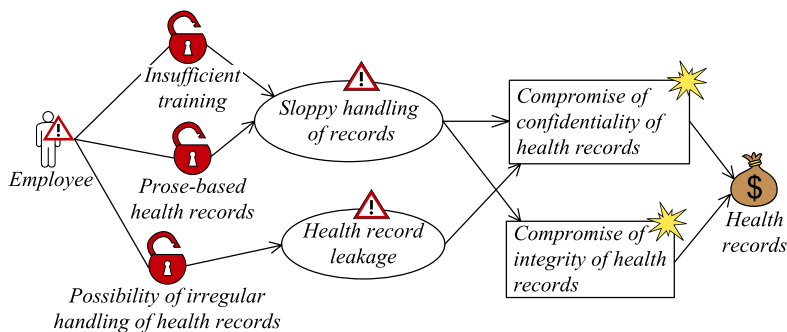 Insufficient
training
Employee
Prose-based
health records
Possibility of irregular
handling of health records
Sloppy handling
of records
Health record
leakage
Compromise of
confidentiality of
health records
Compromise of
integrity of health
records
$
Health
records